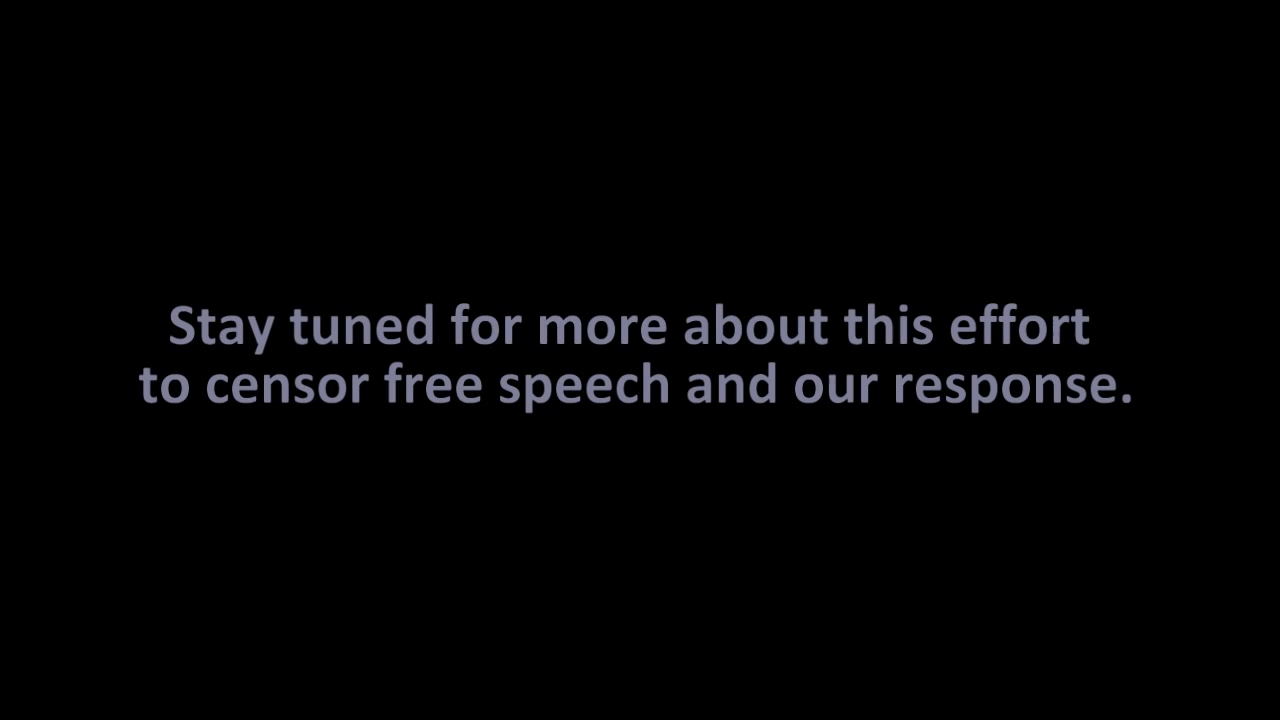 Stay tuned for more about this effort
to censor free speech and our response.